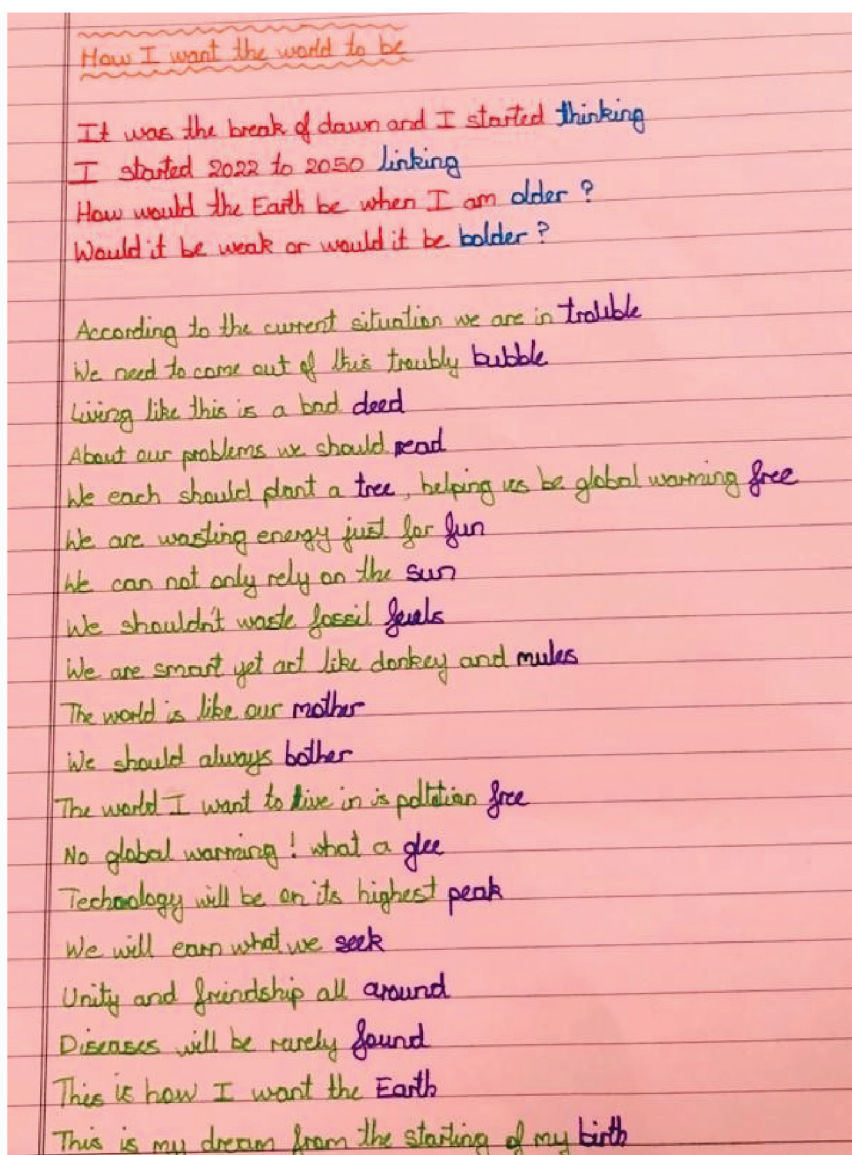 How I want the world to be
It was the break of dawn and I started thinking
I started 2022 to 2050 linking
How would the Earth be when I am older ?
Would it be weak or would it be bolder ?
According to the current situation we are in trouble
We need to come out of this troubly bubble
Living like this is a bad deed
About our problems we should read
We each should plant a tree, helping us be global warming free
We are wasting energy just for fun
We can not only rely on the sun
We shouldn't waste fossil feuls
We are smart yet act like donkey and mules
The world is like our mother
We should always bother
The world I want to live in is poltution free
No global warming ! what a glee
Technology will be on its highest peak
We will earn what we seek
Unity and friendship all around
Diseases will be rarely found
This is how I want the Earth
This is my dream from the starting of my birth